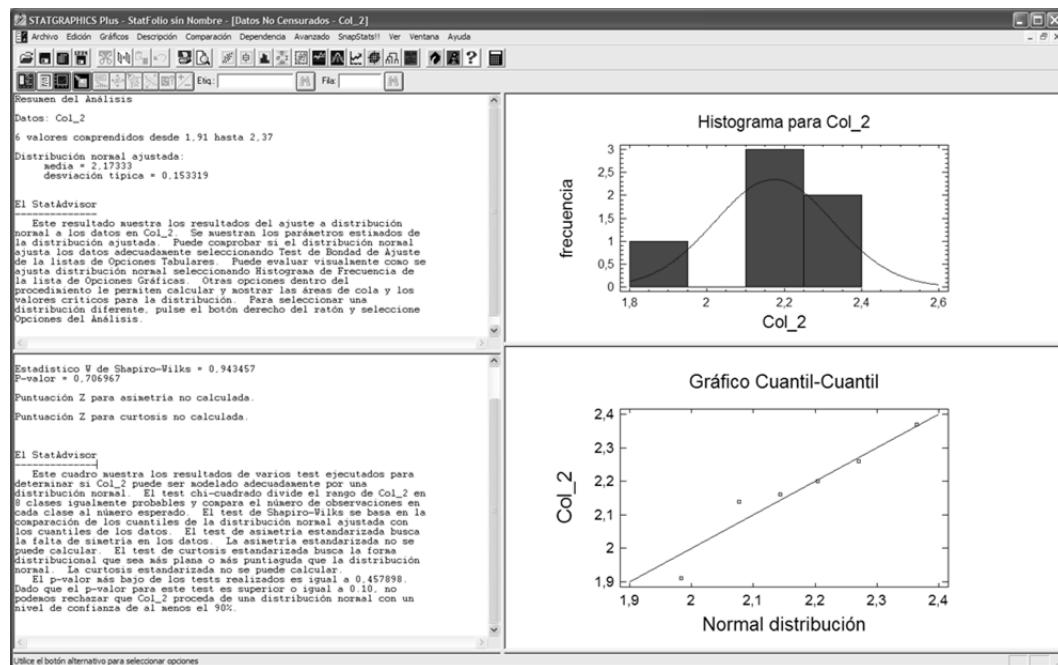 STATGRAPHICS Plus - StatFolio sin Nombre - [Datos No Censurados - Col_2]
Archivo Edición Gráficos Descripción Comparación Dependencia Avanzado SnapStats!! Ver Ventana Ayuda
Etiq.: Fila:
Resumen del Análisis
Datos: Col_2
6 valores comprendidos desde 1,91 hasta 2,37
Distribución normal ajustada:
media = 2,17333
desviación típica = 0,153319
El StatAdvisor
--------------
Este resultado muestra los resultados del ajuste a distribución
normal a los datos en Col_2. Se muestran los parámetros estimados de
la distribución ajustada. Puede comprobar si el distribución normal
ajusta los datos adecuadamente seleccionando Test de Bondad de Ajuste
de la listas de Opciones Tabulares. Puede evaluar visualmente como se
ajusta distribución normal seleccionando Histograma de Frecuencia de
la lista de Opciones Gráficas. Otras opciones dentro del
procedimiento le permiten calcular y mostrar las áreas de cola y los
valores críticos para la distribución. Para seleccionar una
distribución diferente, pulse el botón derecho del ratón y seleccione
Opciones del Análisis.
Histograma para Col_2
frecuencia
3
2,5
2
1,5
1
0,5
0
1,8 2 2,2 2,4 2,6
Col_2
Estadístico W de Shapiro-Wilks = 0,943457
P-valor = 0,706967
Puntuación Z para asimetría no calculada.
Puntuación Z para curtosis no calculada.
El StatAdvisor
--------------
Este cuadro muestra los resultados de varios test ejecutados para
determinar si Col_2 puede ser modelado adecuadamente por una
distribución normal. El test chi-cuadrado divide el rango de Col_2 en
8 clases igualmente probables y compara el número de observaciones en
cada clase al número esperado. El test de Shapiro-Wilks se basa en la
comparación de los cuantiles de la distribución normal ajustada con
los cuantiles de los datos. El test de asimetría estandarizada busca
la falta de simetría en los datos. La asimetría estandarizada no se
puede calcular. El test de curtosis estandarizada busca la forma
distribucional que sea más plana o más puntiaguda que la distribución
normal. La curtosis estandarizada no se puede calcular.
El p-valor más bajo de los tests realizados es igual a 0,457898.
Dado que el p-valor para este test es superior o igual a 0.10, no
podemos rechazar que Col_2 proceda de una distribución normal con un
nivel de confianza de al menos el 90%.
Gráfico Cuantil-Cuantil
Col_2
2,4
2,3
2,2
2,1
2
1,9
1,9 2 2,1 2,2 2,3 2,4
Normal distribución
Utilice el botón alternativo para seleccionar opciones